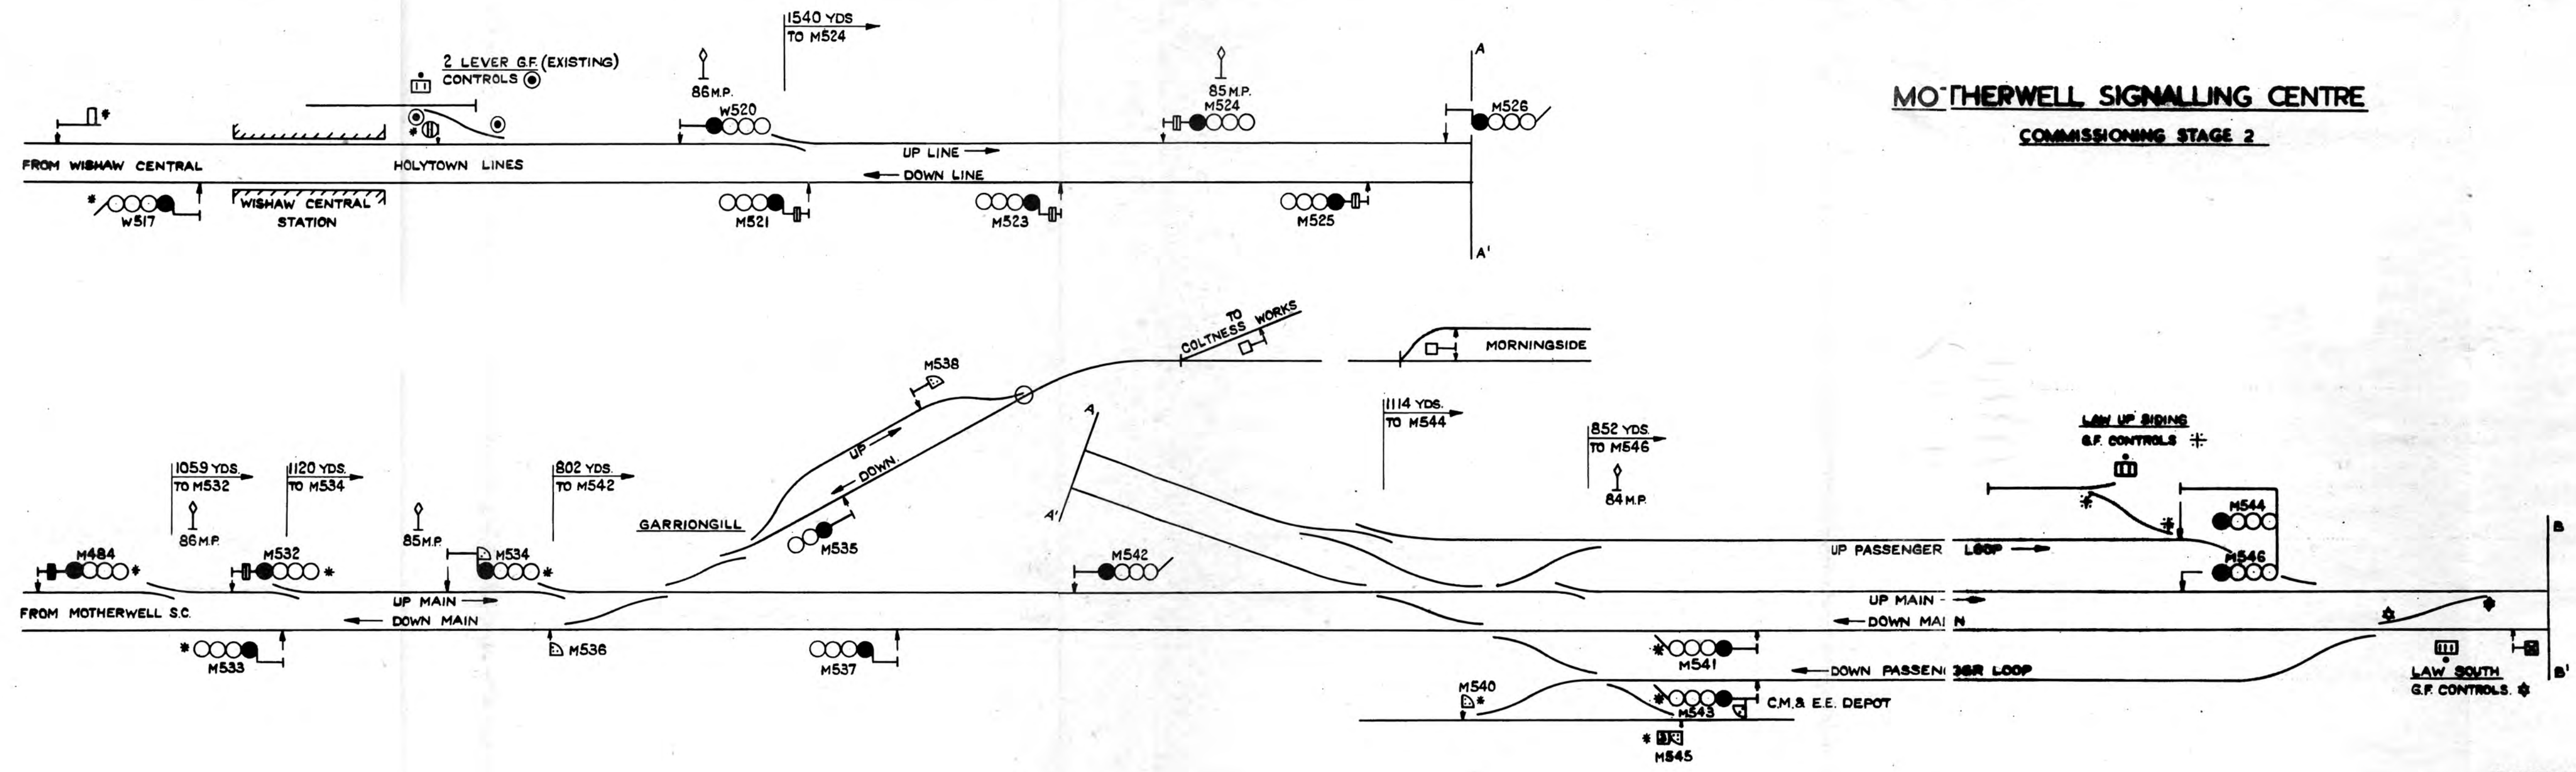 MOTHERWELL SIGNALLING CENTRE
COMMISSIONING STAGE 2
1540 YDS
TO M524
2 LEVER G.F. (EXISTING)
CONTROLS
86 M.P.
W520
85 M.P.
M524
A
M526
FROM WISHAW CENTRAL
HOLYTOWN LINES
UP LINE
DOWN LINE
W517
WISHAW CENTRAL
STATION
M521
M523
M525
A'
TO
COLTNESS WORKS
MORNINGSIDE
M538
UP
DOWN.
GARRIONGILL
M535
1059 YDS.
TO M532
1120 YDS.
TO M534
802 YDS.
TO M542
86 M.P.
85 M.P.
M484
M532
M534
M542
A
A'
1114 YDS.
TO M544
852 YDS.
TO M546
84 M.P.
LAW UP SIDING
G.F. CONTROLS
M544
M546
B
UP PASSENGER LOOP
FROM MOTHERWELL S.C.
UP MAIN
DOWN MAIN
UP MAIN
DOWN MAIN
M533
M536
M537
M541
DOWN PASSENGER LOOP
M540
M543
C.M.& E.E. DEPOT
M545
LAW SOUTH
G.F. CONTROLS.
B'